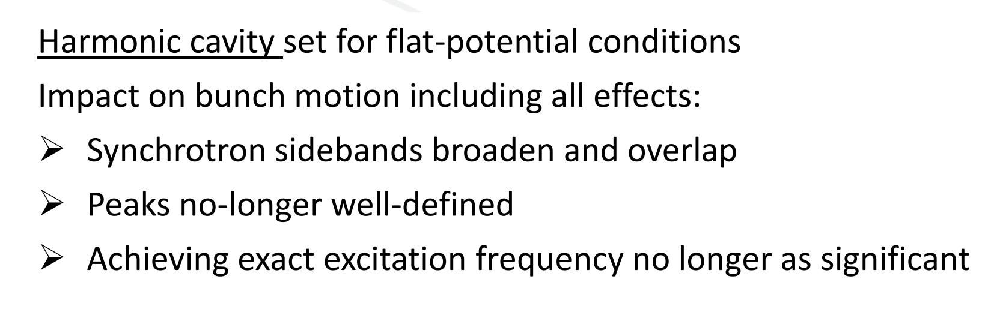 Harmonic cavity set for flat-potential conditions
Impact on bunch motion including all effects:
➢ Synchrotron sidebands broaden and overlap
➢ Peaks no-longer well-defined
➢ Achieving exact excitation frequency no longer as significant